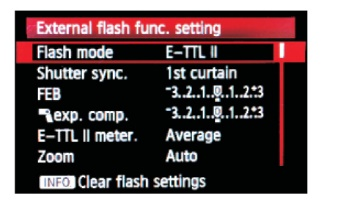 External flash func. setting
Flash mode E-TTL II
Shutter sync. 1st curtain
FEB -3..2..1..0..1..2.:+3
exp. comp. -3..2..1..0..1..2.:+3
E-TTL II meter. Average
Zoom Auto
INFO Clear flash settings